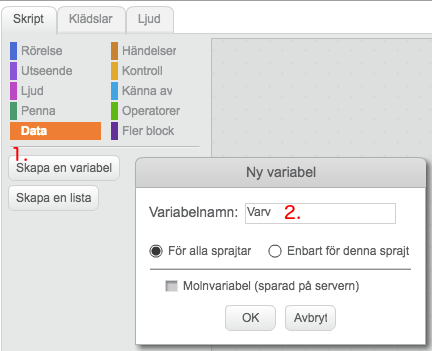 Skript Klädslar Ljud
Rörelse Händelser
Utseende Kontroll
Ljud Känna av
Penna Operatorer
Data Fler block
1.
Skapa en variabel
Skapa en lista
Ny variabel
Variabelnamn: Varv 2.
För alla sprajtar Enbart för denna sprajt
Molnvariabel (sparad på servern)
OK Avbryt